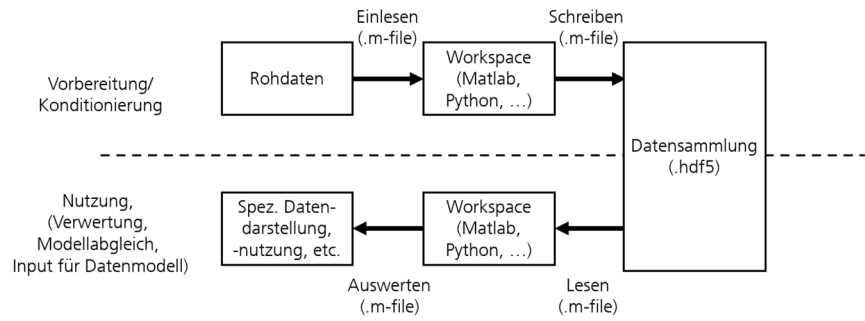 Einlesen
(.m-file)
Schreiben
(.m-file)
Vorbereitung/
Konditionierung
Rohdaten
Workspace
(Matlab,
Python, …)
Datensammlung
(.hdf5)
Nutzung,
(Verwertung,
Modellabgleich,
Input für Datenmodell)
Spez. Daten-
darstellung,
-nutzung, etc.
Workspace
(Matlab,
Python, …)
Auswerten
(.m-file)
Lesen
(.m-file)